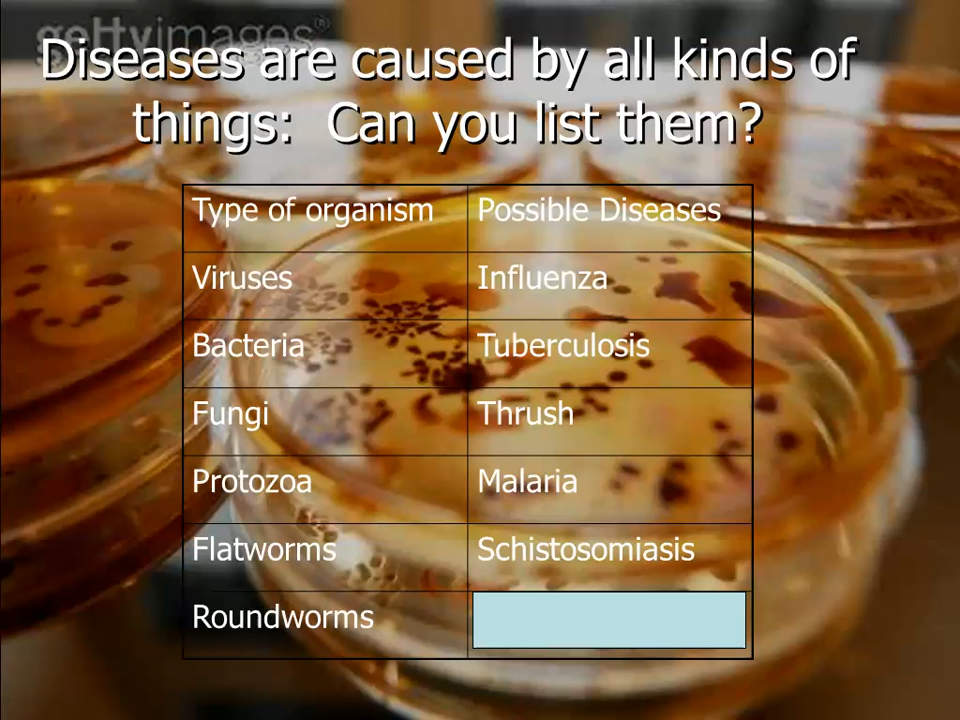 gettyimages®
Diseases are caused by all kinds of
things: Can you list them?
Type of organism Possible Diseases
Viruses Influenza
Bacteria Tuberculosis
Fungi Thrush
Protozoa Malaria
Flatworms Schistosomiasis
Roundworms